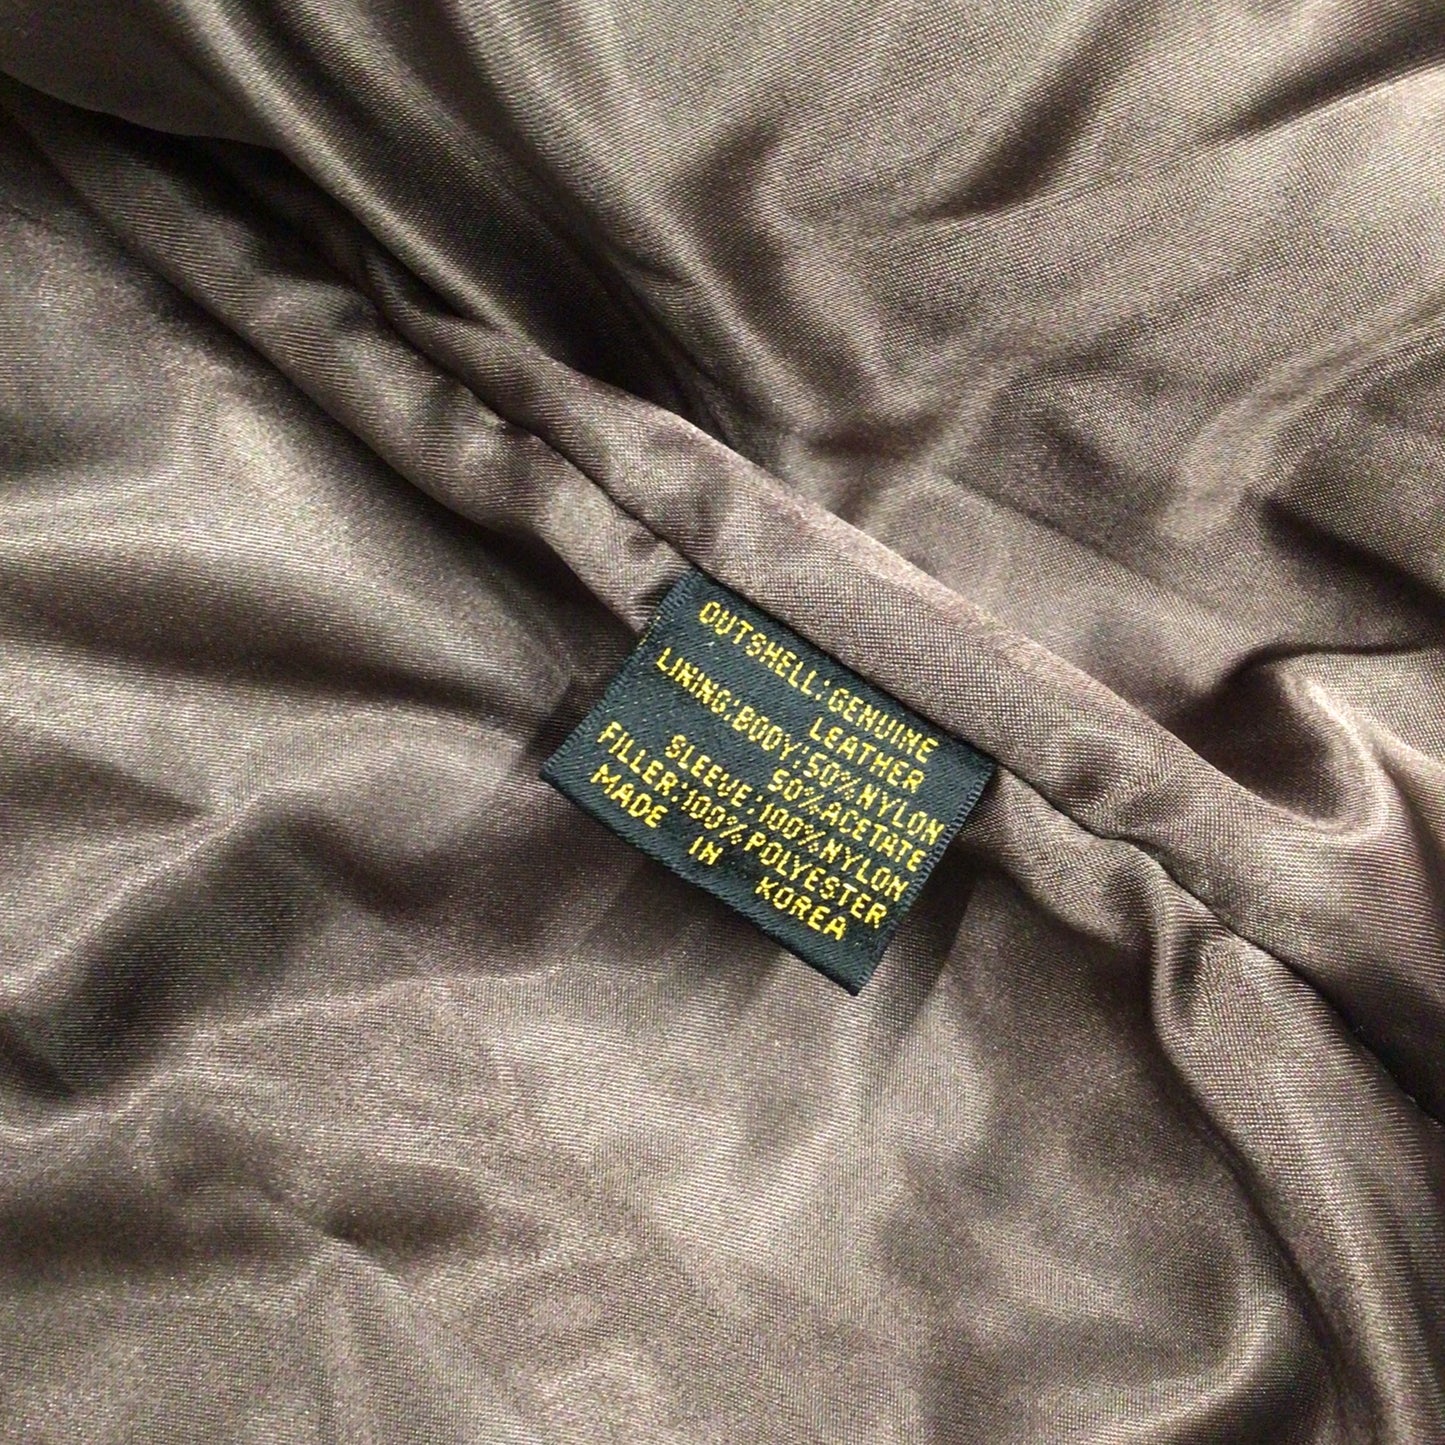 OUTSHELL:GENUINE
LEATHER
LINING:BODY:50%NYLON
50%ACETATE
SLEEVE:100%NYLON
FILLER:100%POLYESTER
MADE IN KOREA